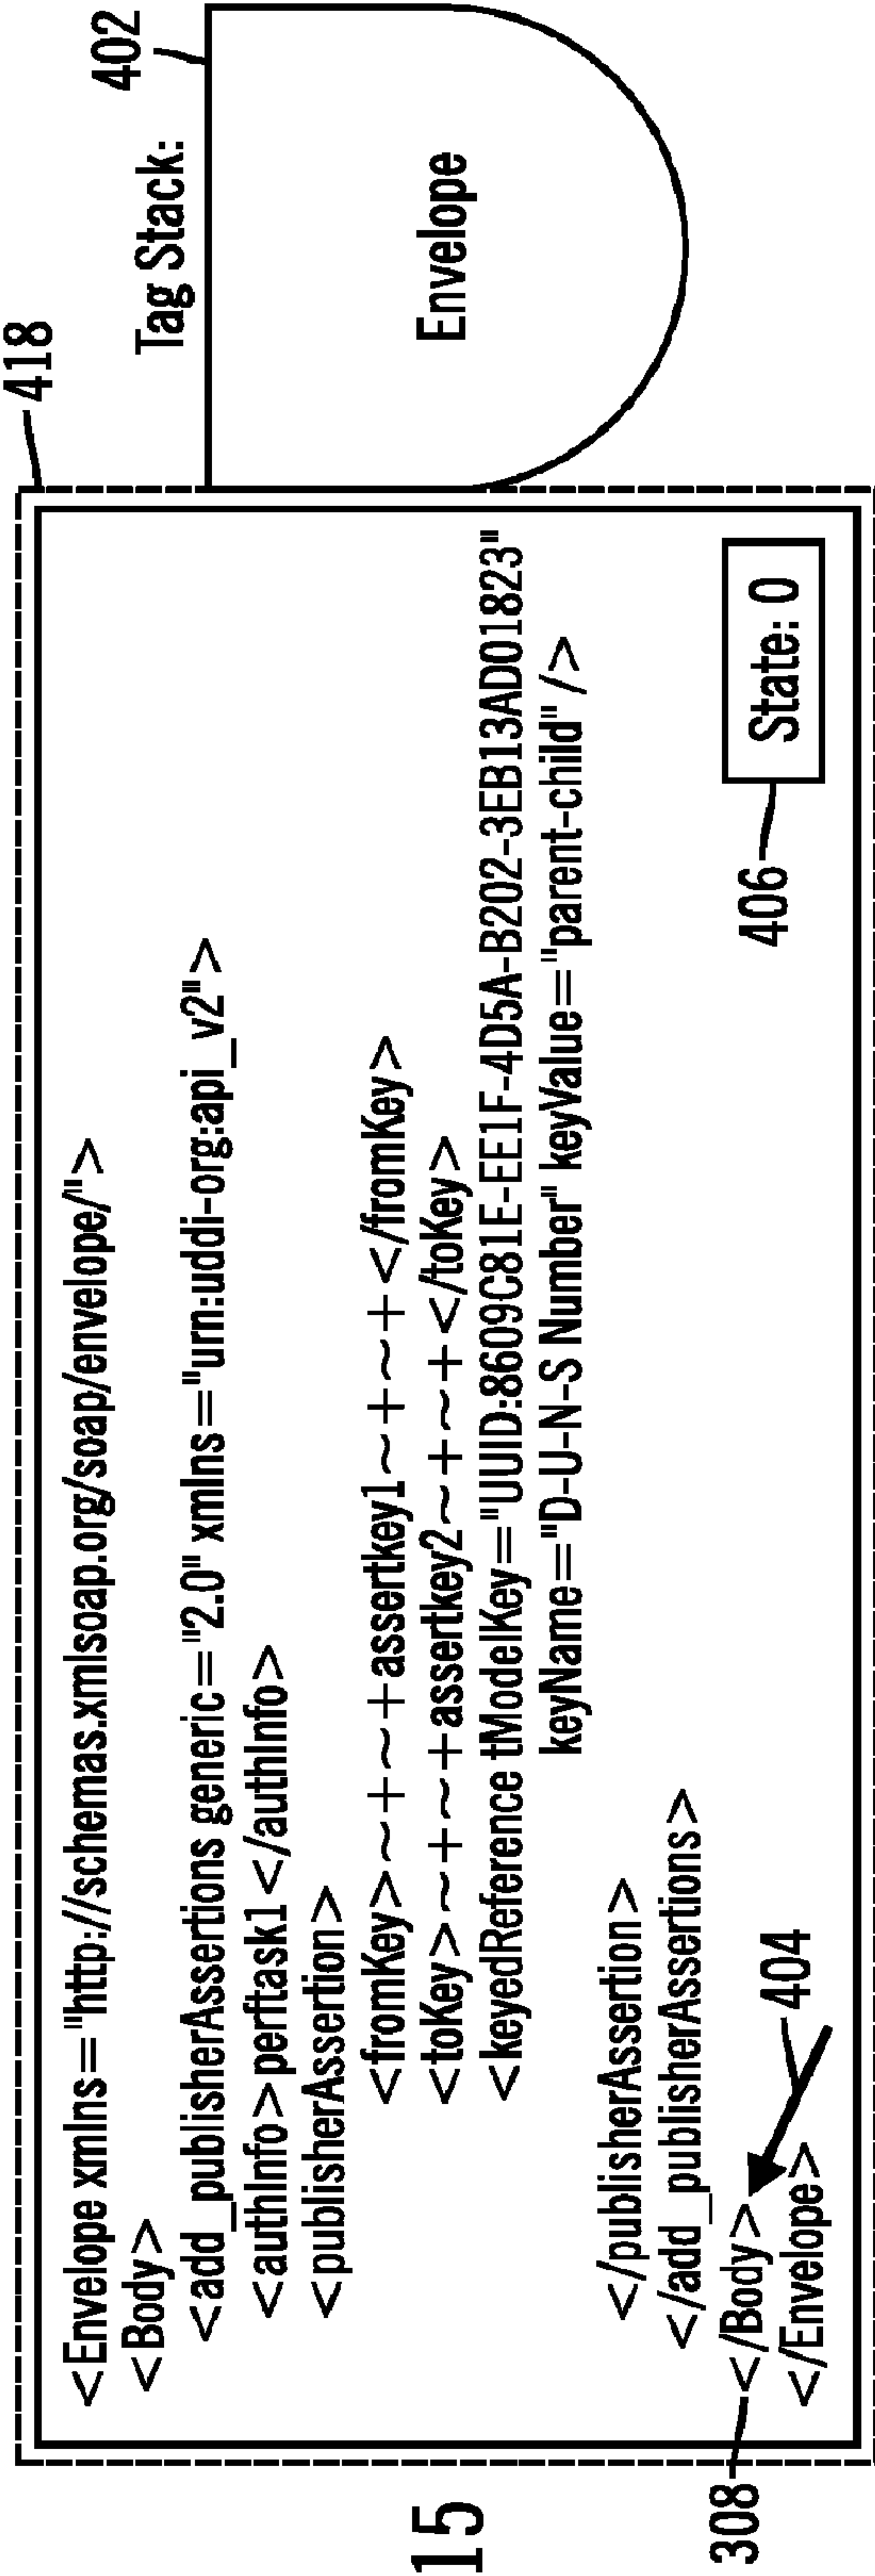 418
402
Tag Stack:
Envelope
<Envelope xmlns="http://schemas.xmlsoap.org/soap/envelope/">
<Body>
<add_publisherAssertions generic="2.0" xmlns="urn:uddi-org:api_v2">
<authInfo>perftask1</authInfo>
<publisherAssertion>
<fromKey>~+~+~+assertkey1~+~+~+</fromKey>
<toKey>~+~+~+assertkey2~+~+~+</toKey>
<keyedReference tModelKey="UUID:8609C81E-EE1F-4D5A-B202-3EB13AD01823"
keyName="D-U-N-S Number" keyValue="parent-child" />
</publisherAssertion>
</add_publisherAssertions>
</Body>
</Envelope>
404
308
406
State: 0
15